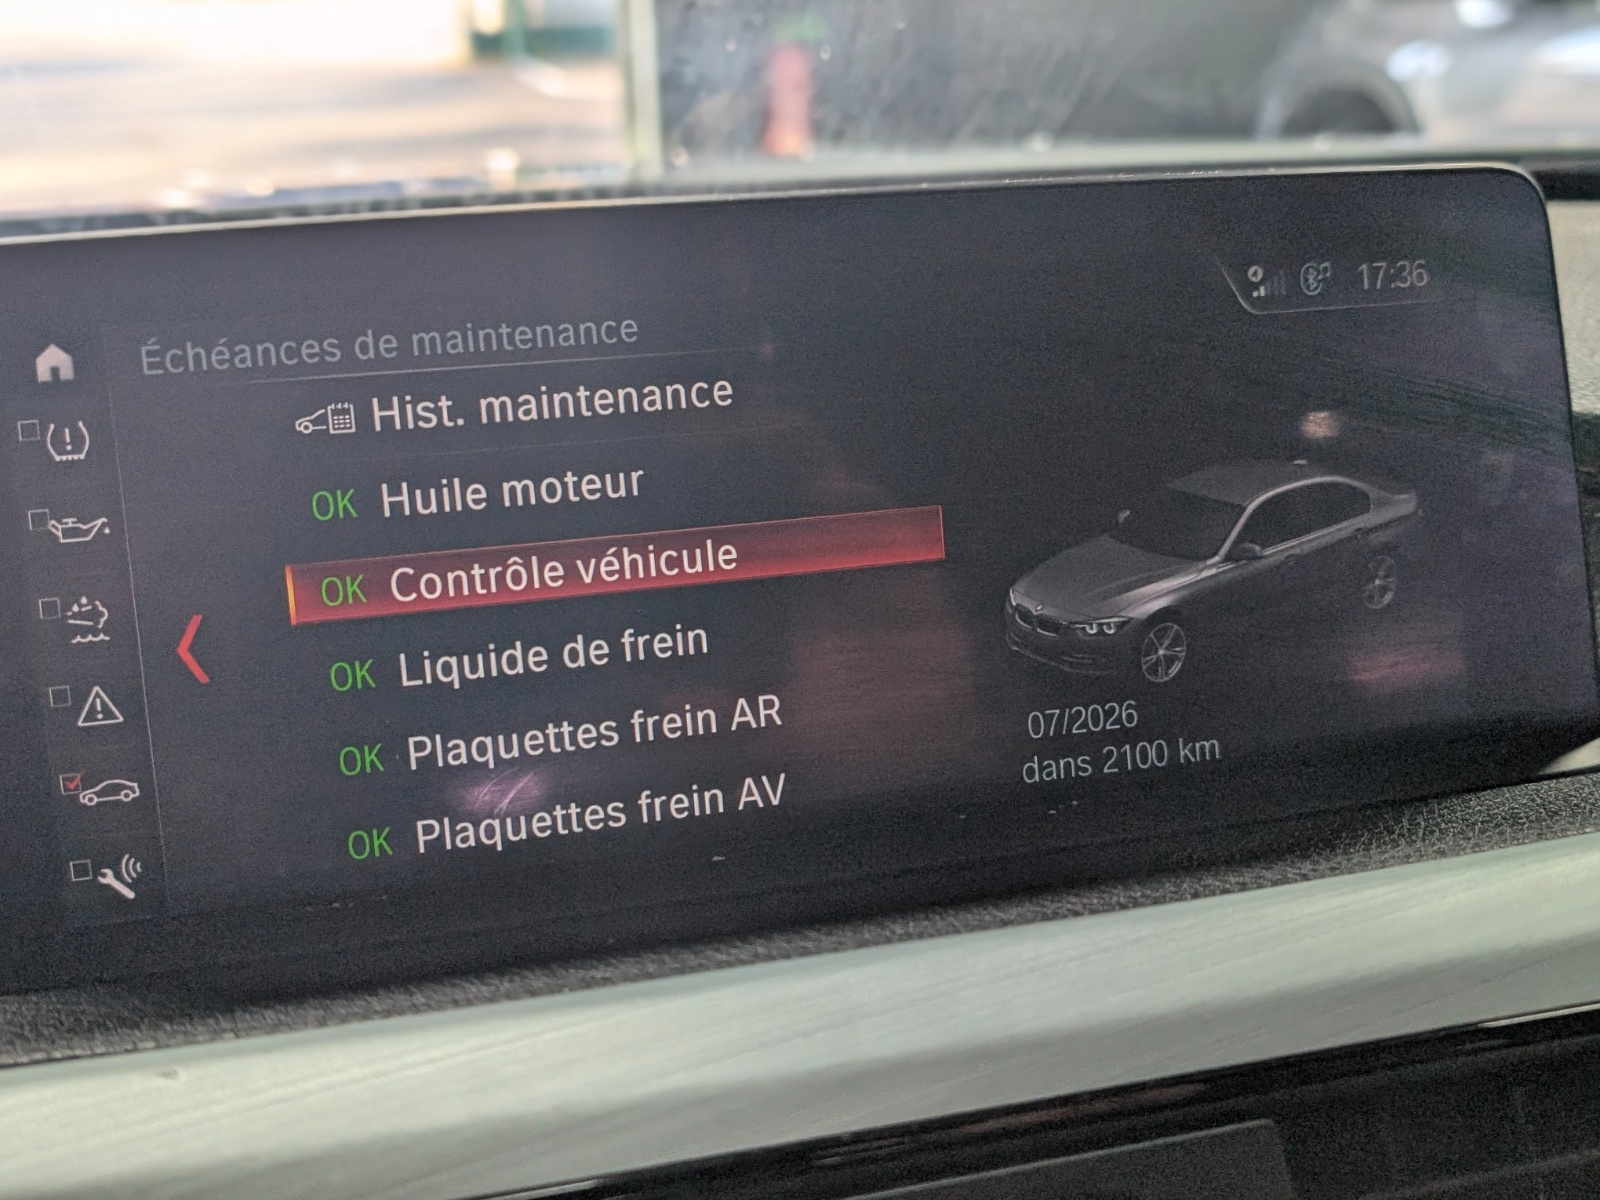 17:36
Échéances de maintenance
Hist. maintenance
OK Huile moteur
OK Contrôle véhicule
OK Liquide de frein
OK Plaquettes frein AR
OK Plaquettes frein AV
07/2026
dans 2100 km